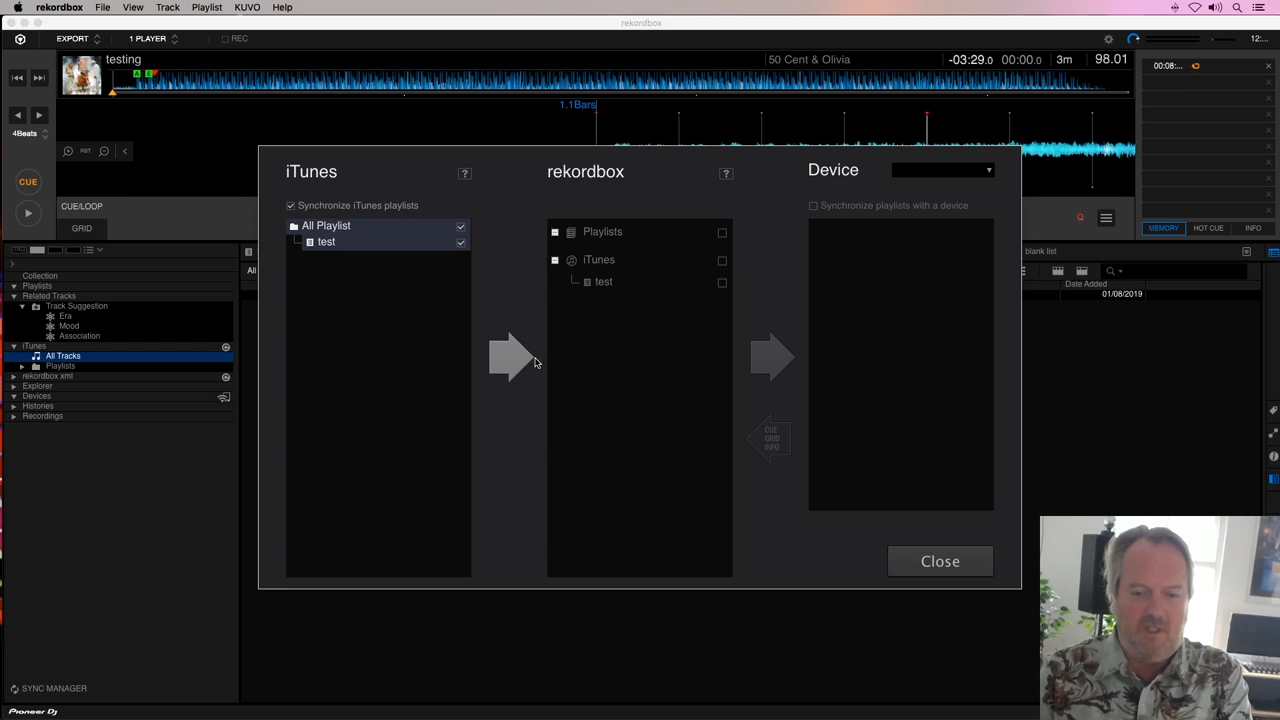 rekordbox File View Track Playlist KUVO Help
rekordbox
EXPORT 1 PLAYER REC 12:...
testing 50 Cent & Olivia -03:29.0 00:00.0 3m 98.01
A E
00:08:...
1.1Bars
4Beats
RST
CUE
CUE/LOOP
GRID
Q
MEMORY HOT CUE INFO
iTunes ?
rekordbox ?
Device
Synchronize iTunes playlists
Synchronize playlists with a device
All Playlist
test
Playlists
iTunes
test
CUE
GRID
INFO
Close
All
blank list
Date Added
01/08/2019
Collection
Playlists
Related Tracks
Track Suggestion
Era
Mood
Association
iTunes
All Tracks
Playlists
rekordbox xml
Explorer
Devices
Histories
Recordings
SYNC MANAGER
Pioneer Dj